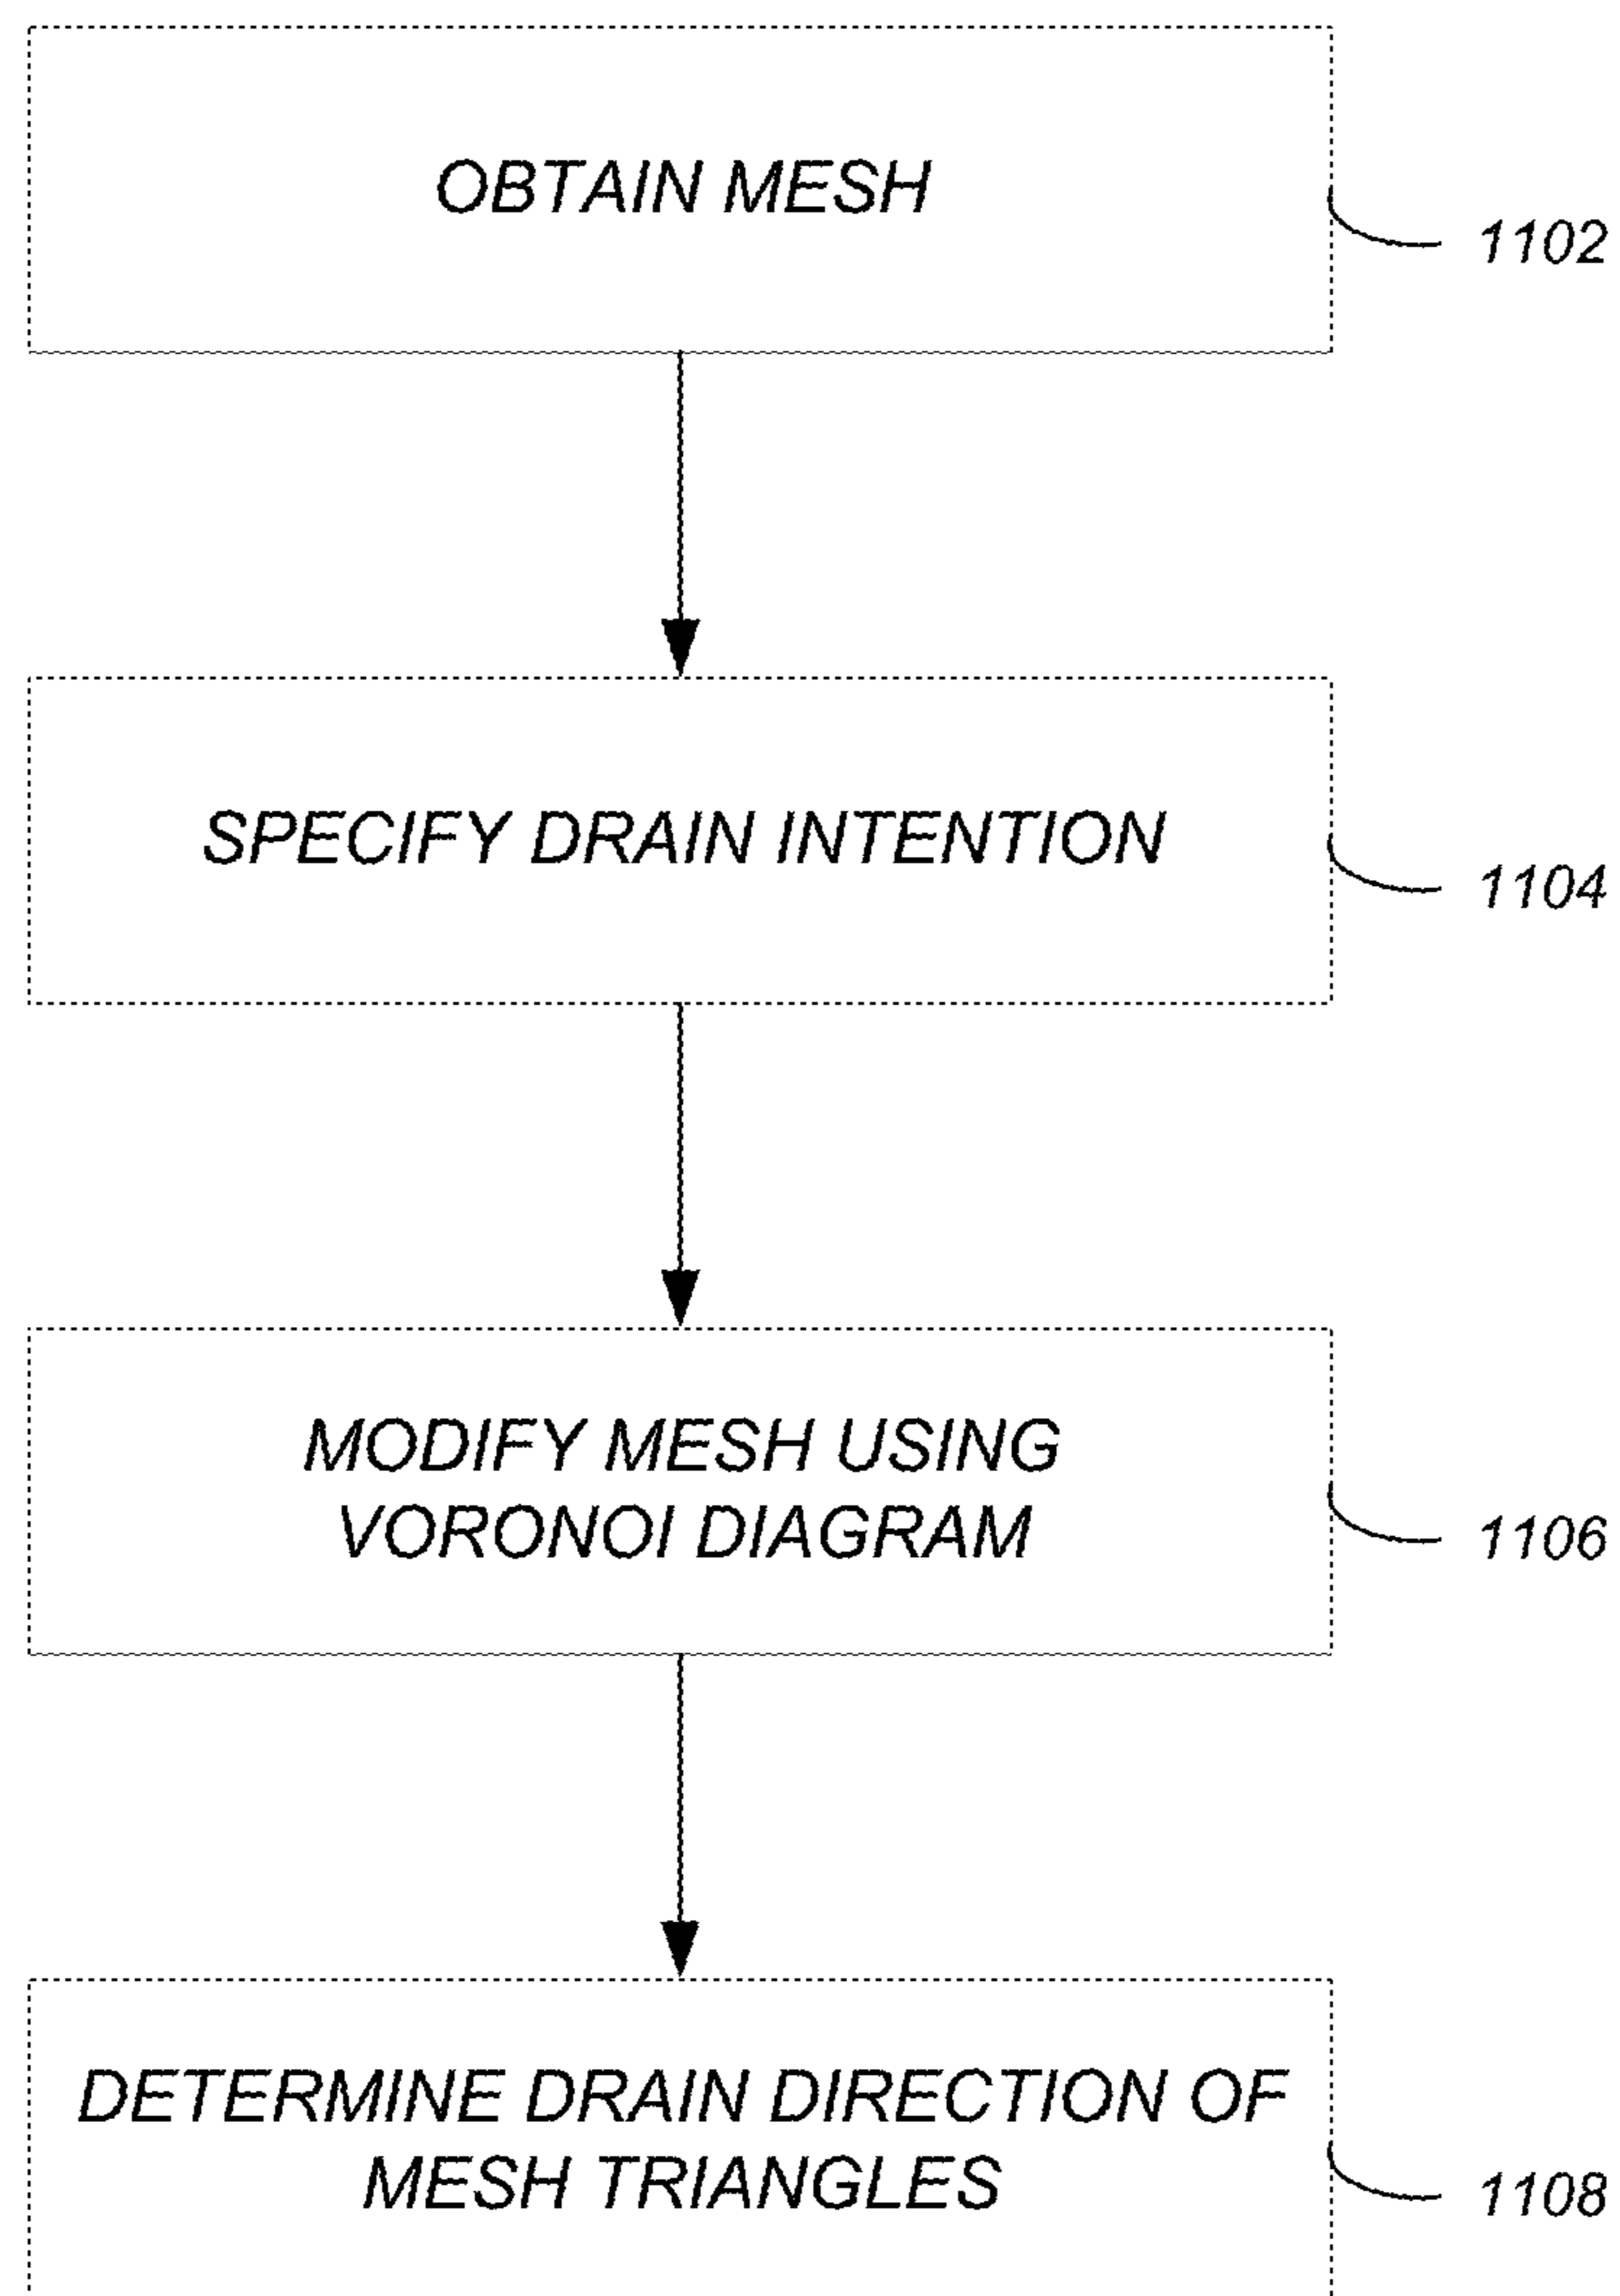 OBTAIN MESH
1102
SPECIFY DRAIN INTENTION
1104
MODIFY MESH USING
VORONOI DIAGRAM
1106
DETERMINE DRAIN DIRECTION OF
MESH TRIANGLES
1108